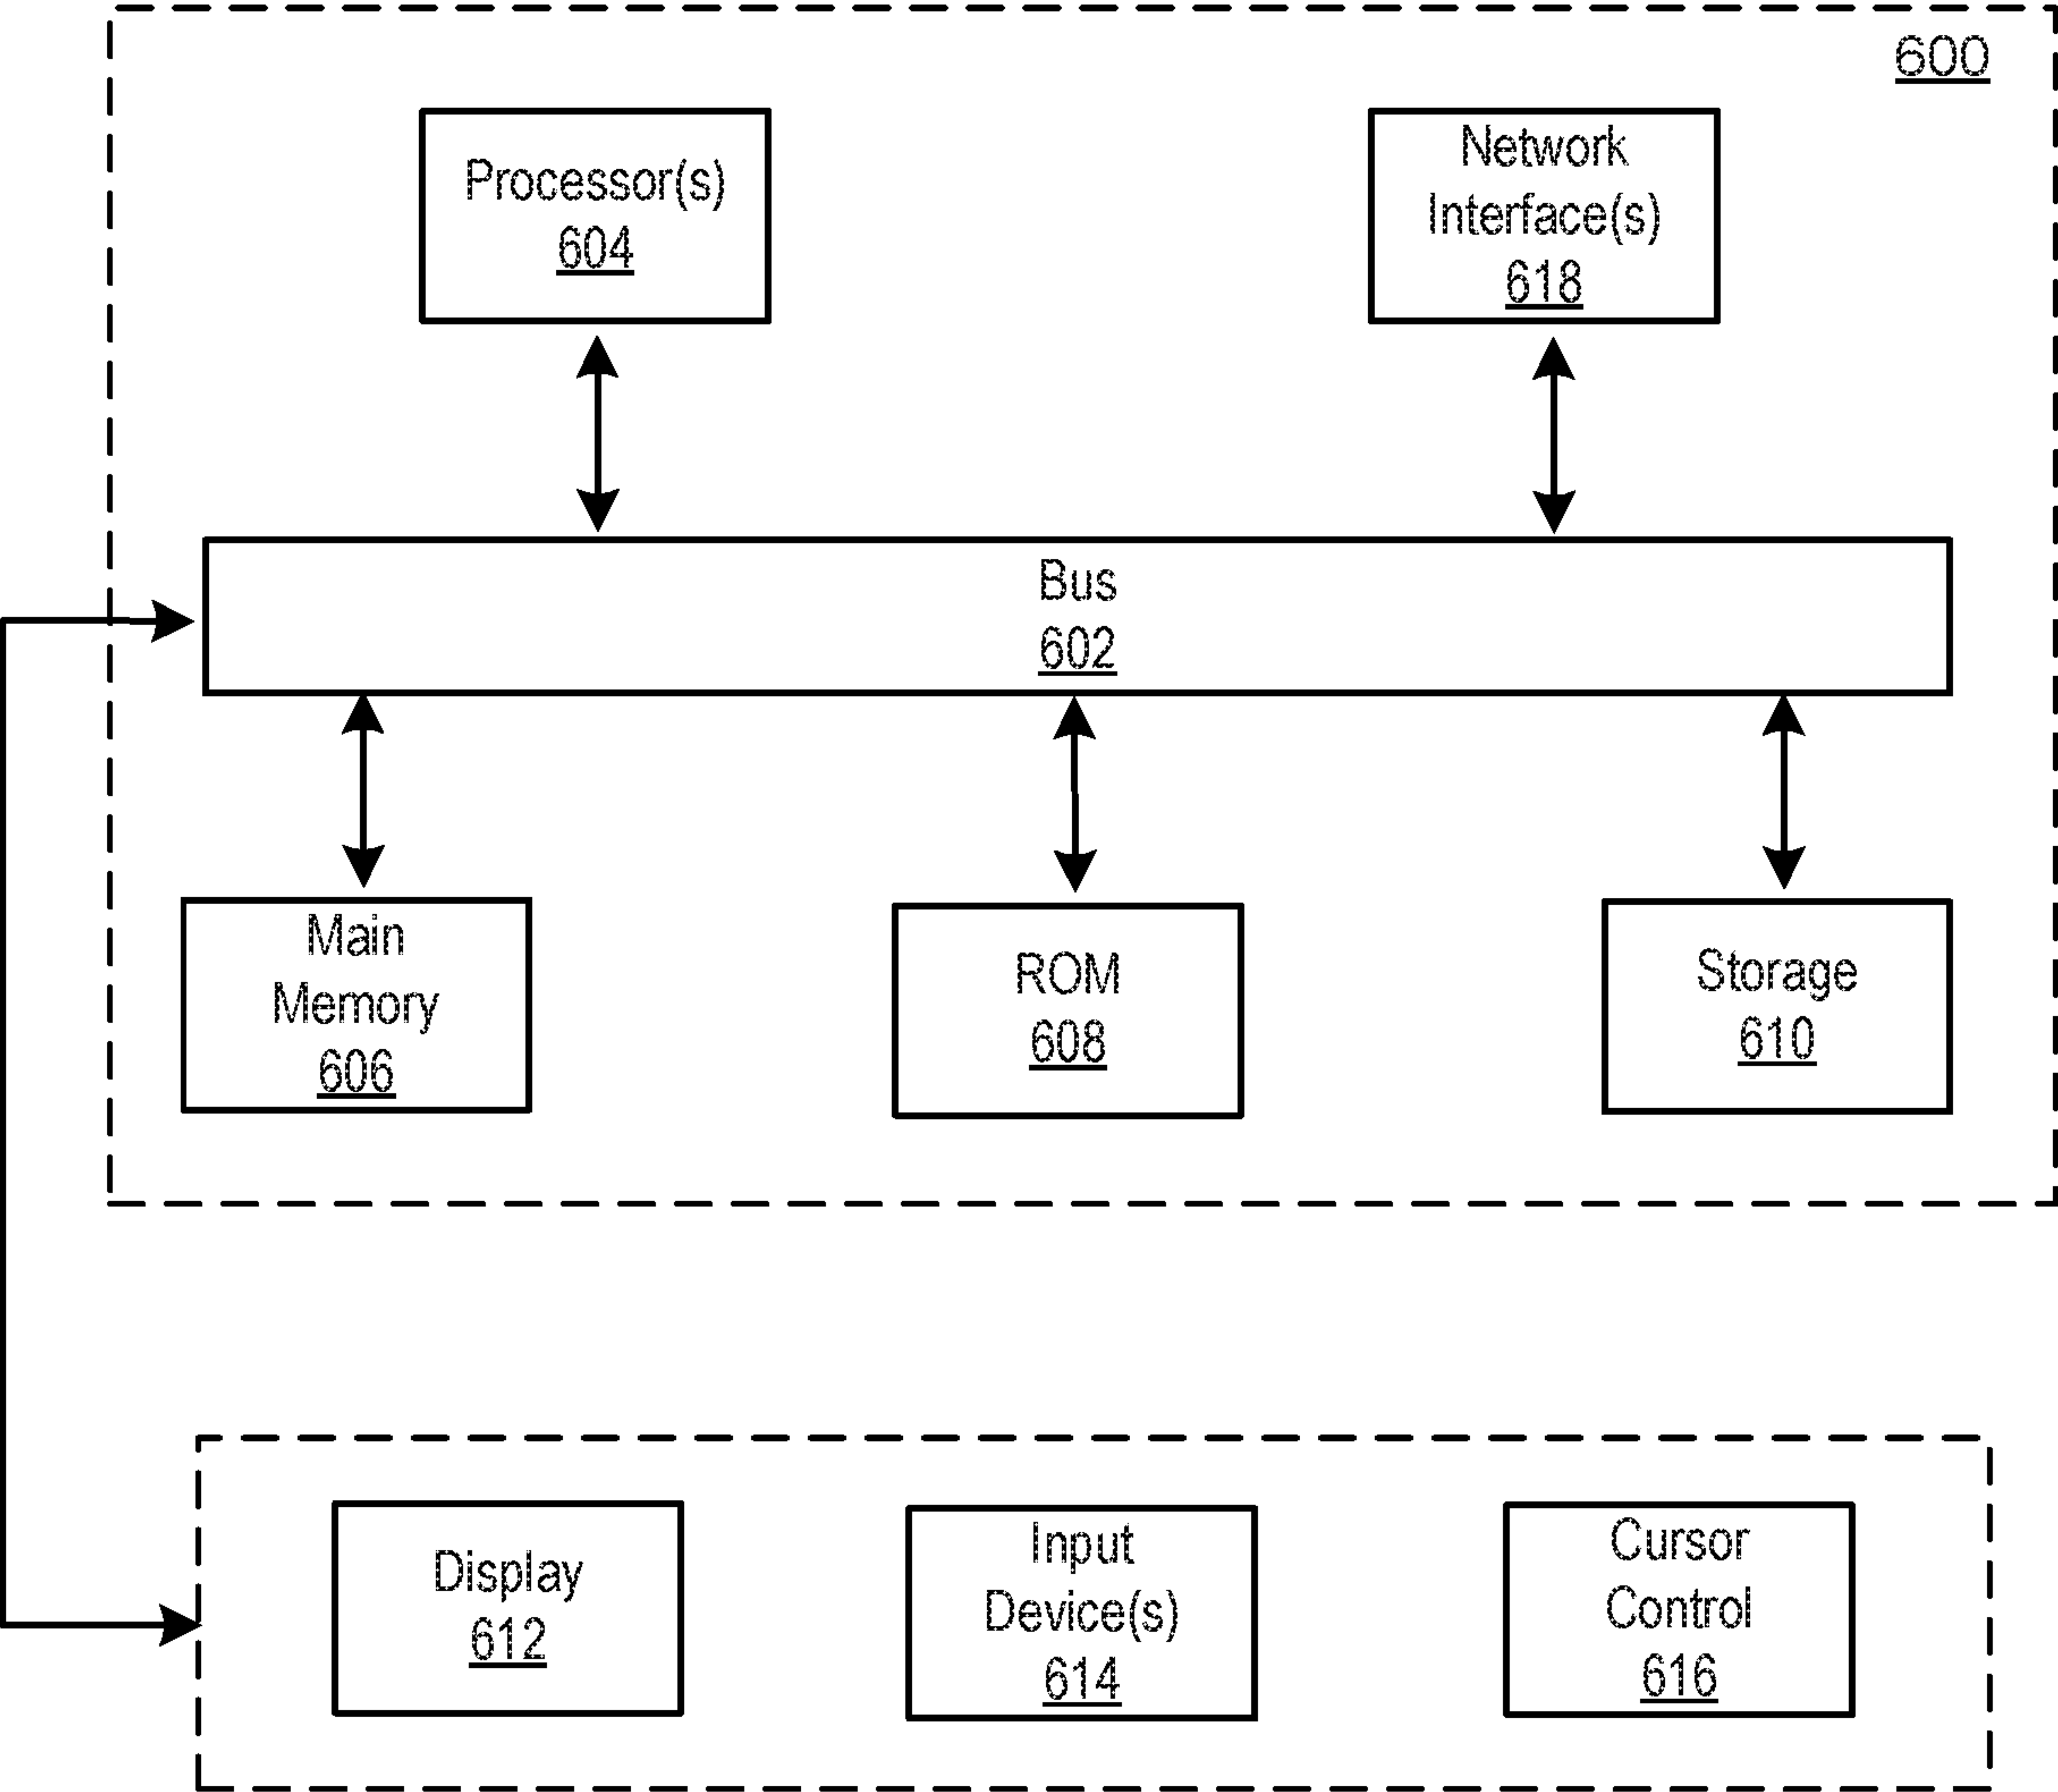 600
Processor(s)
604
Network
Interface(s)
618
Bus
602
Main
Memory
606
ROM
608
Storage
610
Display
612
Input
Device(s)
614
Cursor
Control
616